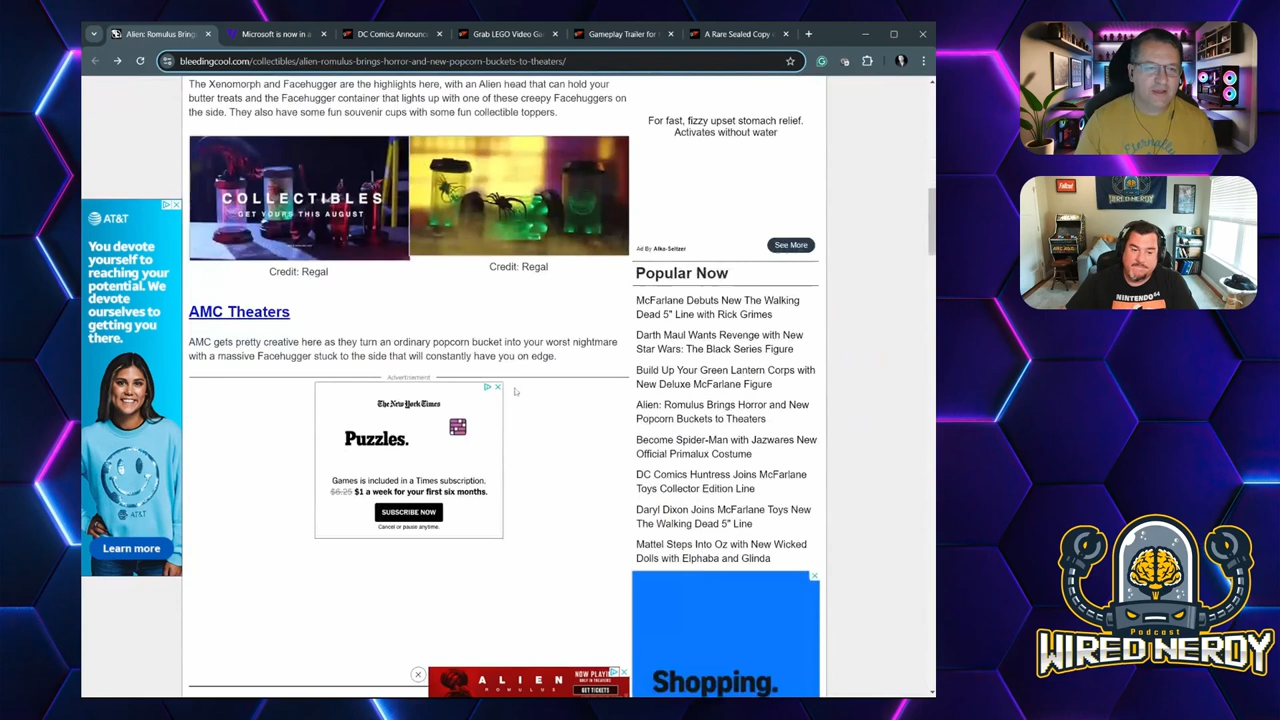 Alien: Romulus Brings
Microsoft is now in a
DC Comics Announc
Grab LEGO Video Ga
Gameplay Trailer for
A Rare Sealed Copy
bleedingcool.com/collectibles/alien-romulus-brings-horror-and-new-popcorn-buckets-to-theaters/
The Xenomorph and Facehugger are the highlights here, with an Alien head that can hold your
butter treats and the Facehugger container that lights up with one of these creepy Facehuggers on
the side. They also have some fun souvenir cups with some fun collectible toppers.
COLLECTIBLES
GET YOURS THIS AUGUST
Credit: Regal
Credit: Regal
AMC Theaters
AMC gets pretty creative here as they turn an ordinary popcorn bucket into your worst nightmare
with a massive Facehugger stuck to the side that will constantly have you on edge.
Advertisement
The New York Times
Puzzles.
Games is included in a Times subscription.
$6.25 $1 a week for your first six months.
SUBSCRIBE NOW
Cancel or pause anytime.
ALIEN
ROMULUS
NOW PLAYI
ONLY IN THEATERS
GET TICKETS
AT&T
You devote
yourself to
reaching your
potential. We
devote
ourselves to
getting you
there.
Learn more
For fast, fizzy upset stomach relief.
Activates without water
Ad By Alka-Seltzer
See More
Popular Now
McFarlane Debuts New The Walking
Dead 5" Line with Rick Grimes
Darth Maul Wants Revenge with New
Star Wars: The Black Series Figure
Build Up Your Green Lantern Corps with
New Deluxe McFarlane Figure
Alien: Romulus Brings Horror and New
Popcorn Buckets to Theaters
Become Spider-Man with Jazwares New
Official Primalux Costume
DC Comics Huntress Joins McFarlane
Toys Collector Edition Line
Daryl Dixon Joins McFarlane Toys New
The Walking Dead 5" Line
Mattel Steps Into Oz with New Wicked
Dolls with Elphaba and Glinda
Shopping.
Eternally
Fallout
WIRED NERDY
NINTENDO 64
Podcast
WIRED NERDY